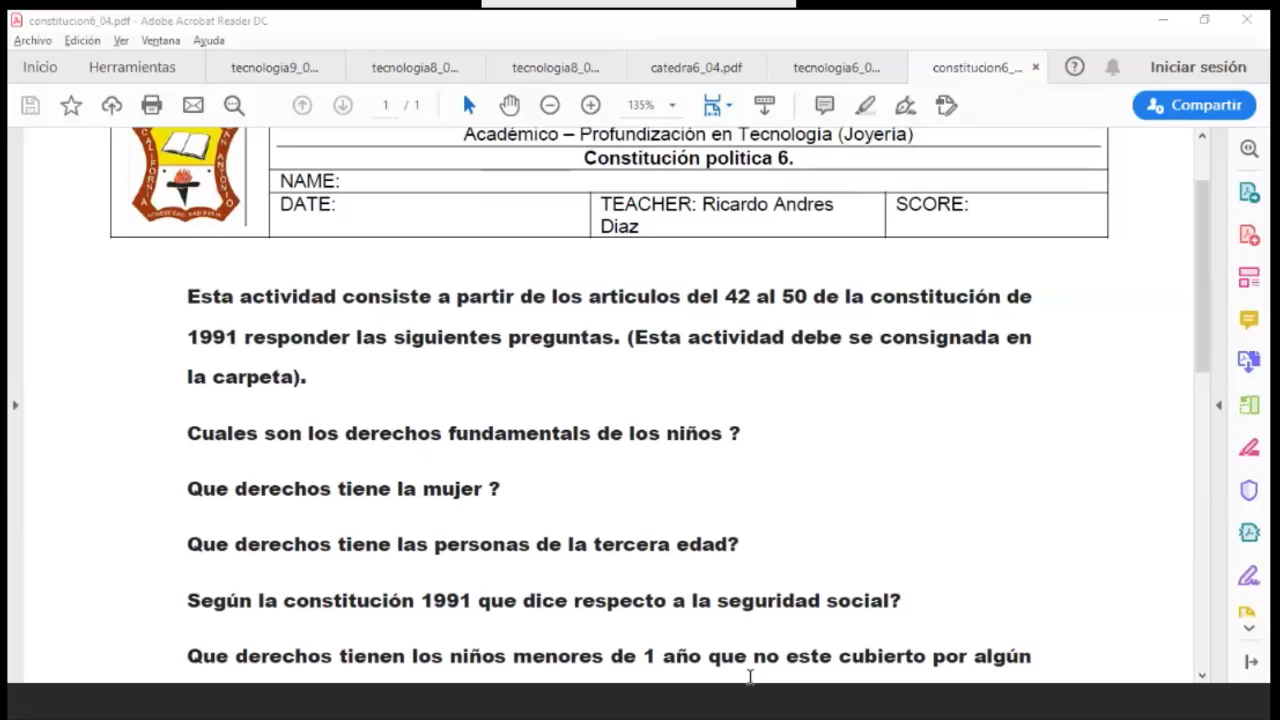 constitucion6_04.pdf - Adobe Acrobat Reader DC
Archivo Edición Ver Ventana Ayuda
Inicio Herramientas tecnologia9_0... tecnologia8_0... tecnologia8_0... catedra6_04.pdf tecnologia6_0... constitucion6_... × Iniciar sesión
1 / 1 135% Compartir
Académico – Profundización en Tecnología (Joyería)
Constitución politica 6.
NAME:
DATE: TEACHER: Ricardo Andres Diaz SCORE:
CALIFORNIA SAN ANTONIO
Esta actividad consiste a partir de los articulos del 42 al 50 de la constitución de
1991 responder las siguientes preguntas. (Esta actividad debe se consignada en
la carpeta).
Cuales son los derechos fundamentals de los niños ?
Que derechos tiene la mujer ?
Que derechos tiene las personas de la tercera edad?
Según la constitución 1991 que dice respecto a la seguridad social?
Que derechos tienen los niños menores de 1 año que no este cubierto por algún